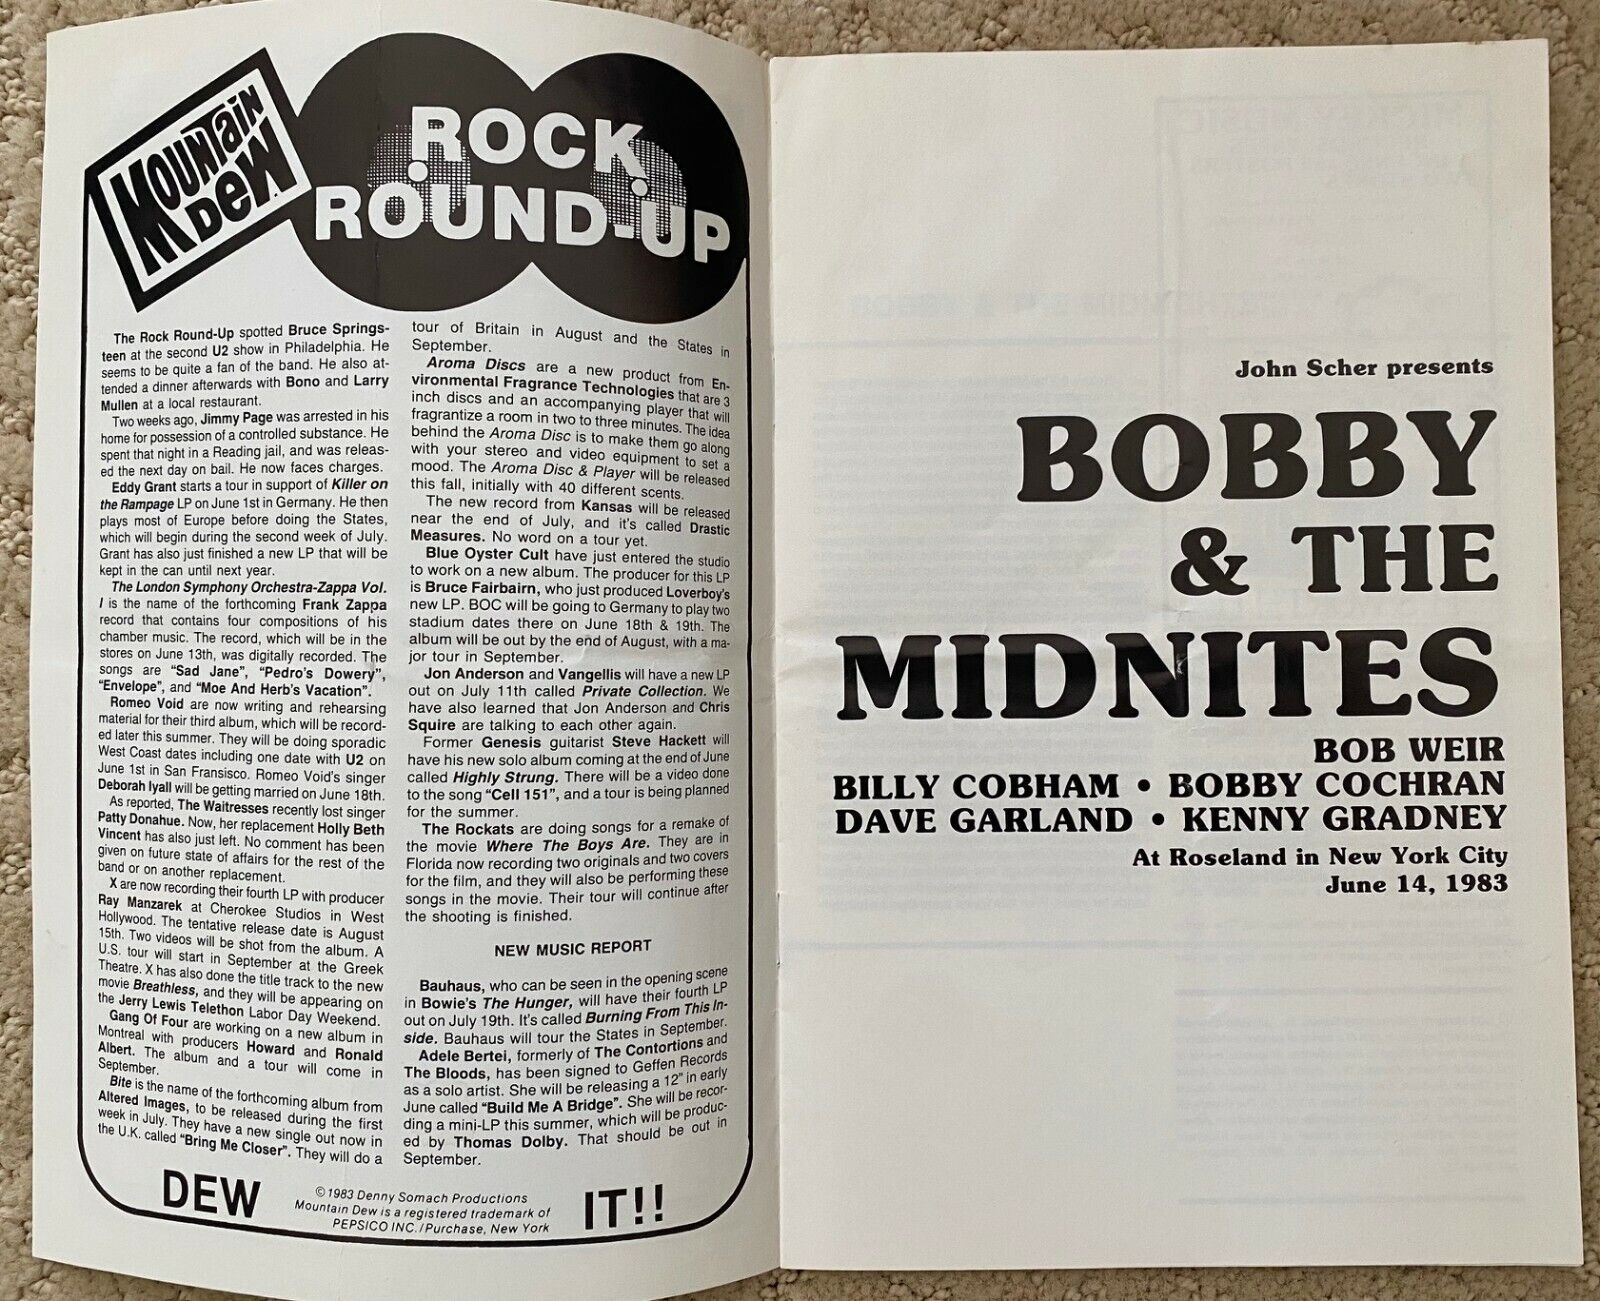 Mountain
Dew
ROCK
ROUND-UP
The Rock Round-Up spotted Bruce Springs-
teen at the second U2 show in Philadelphia. He
seems to be quite a fan of the band. He also at-
tended a dinner afterwards with Bono and Larry
Mullen at a local restaurant.
Two weeks ago, Jimmy Page was arrested in his
home for possession of a controlled substance. He
spent that night in a Reading jail, and was releas-
ed the next day on bail. He now faces charges.
Eddy Grant starts a tour in support of Killer on
the Rampage LP on June 1st in Germany. He then
plays most of Europe before doing the States,
which will begin during the second week of July.
Grant has also just finished a new LP that will be
kept in the can until next year.
The London Symphony Orchestra-Zappa Vol.
I is the name of the forthcoming Frank Zappa
record that contains four compositions of his
chamber music. The record, which will be in the
stores on June 13th, was digitally recorded. The
songs are "Sad Jane", "Pedro's Dowery",
"Envelope", and "Moe And Herb's Vacation".
Romeo Void are now writing and rehearsing
material for their third album, which will be record-
ed later this summer. They will be doing sporadic
West Coast dates including one date with U2 on
June 1st in San Fransisco. Romeo Void's singer
Deborah Iyall will be getting married on June 18th.
As reported, The Waitresses recently lost singer
Patty Donahue. Now, her replacement Holly Beth
Vincent has also just left. No comment has been
given on future state of affairs for the rest of the
band or on another replacement.
X are now recording their fourth LP with producer
Ray Manzarek at Cherokee Studios in West
Hollywood. The tentative release date is August
15th. Two videos will be shot from the album. A
U.S. tour will start in September at the Greek
Theatre. X has also done the title track to the new
movie Breathless, and they will be appearing on
the Jerry Lewis Telethon Labor Day Weekend.
Gang Of Four are working on a new album in
Montreal with producers Howard and Ronald
Albert. The album and a tour will come in
September.
Bite is the name of the forthcoming album from
Altered Images, to be released during the first
week in July. They have a new single out now in
the U.K. called "Bring Me Closer". They will do a
tour of Britain in August and the States in
September.
Aroma Discs are a new product from En-
vironmental Fragrance Technologies that are 3
inch discs and an accompanying player that will
fragrantize a room in two to three minutes. The idea
behind the Aroma Disc is to make them go along
with your stereo and video equipment to set a
mood. The Aroma Disc & Player will be released
this fall, initially with 40 different scents.
The new record from Kansas will be released
near the end of July, and it's called Drastic
Measures. No word on a tour yet.
Blue Oyster Cult have just entered the studio
to work on a new album. The producer for this LP
is Bruce Fairbairn, who just produced Loverboy's
new LP. BOC will be going to Germany to play two
stadium dates there on June 18th & 19th. The
album will be out by the end of August, with a ma-
jor tour in September.
Jon Anderson and Vangellis will have a new LP
out on July 11th called Private Collection. We
have also learned that Jon Anderson and Chris
Squire are talking to each other again.
Former Genesis guitarist Steve Hackett will
have his new solo album coming at the end of June
called Highly Strung. There will be a video done
to the song "Cell 151", and a tour is being planned
for the summer.
The Rockats are doing songs for a remake of
the movie Where The Boys Are. They are in
Florida now recording two originals and two covers
for the film, and they will also be performing these
songs in the movie. Their tour will continue after
the shooting is finished.
NEW MUSIC REPORT
Bauhaus, who can be seen in the opening scene
in Bowie's The Hunger, will have their fourth LP
out on July 19th. It's called Burning From This In-
side. Bauhaus will tour the States in September.
Adele Bertei, formerly of The Contortions and
The Bloods, has been signed to Geffen Records
as a solo artist. She will be releasing a 12" in early
June called "Build Me A Bridge". She will be recor-
ding a mini-LP this summer, which will be produc-
ed by Thomas Dolby. That should be out in
September.
DEW
©1983 Denny Somach Productions
Mountain Dew is a registered trademark of
PEPSICO INC./Purchase, New York
IT!!
John Scher presents
BOBBY
& THE
MIDNITES
BOB WEIR
BILLY COBHAM • BOBBY COCHRAN
DAVE GARLAND • KENNY GRADNEY
At Roseland in New York City
June 14, 1983